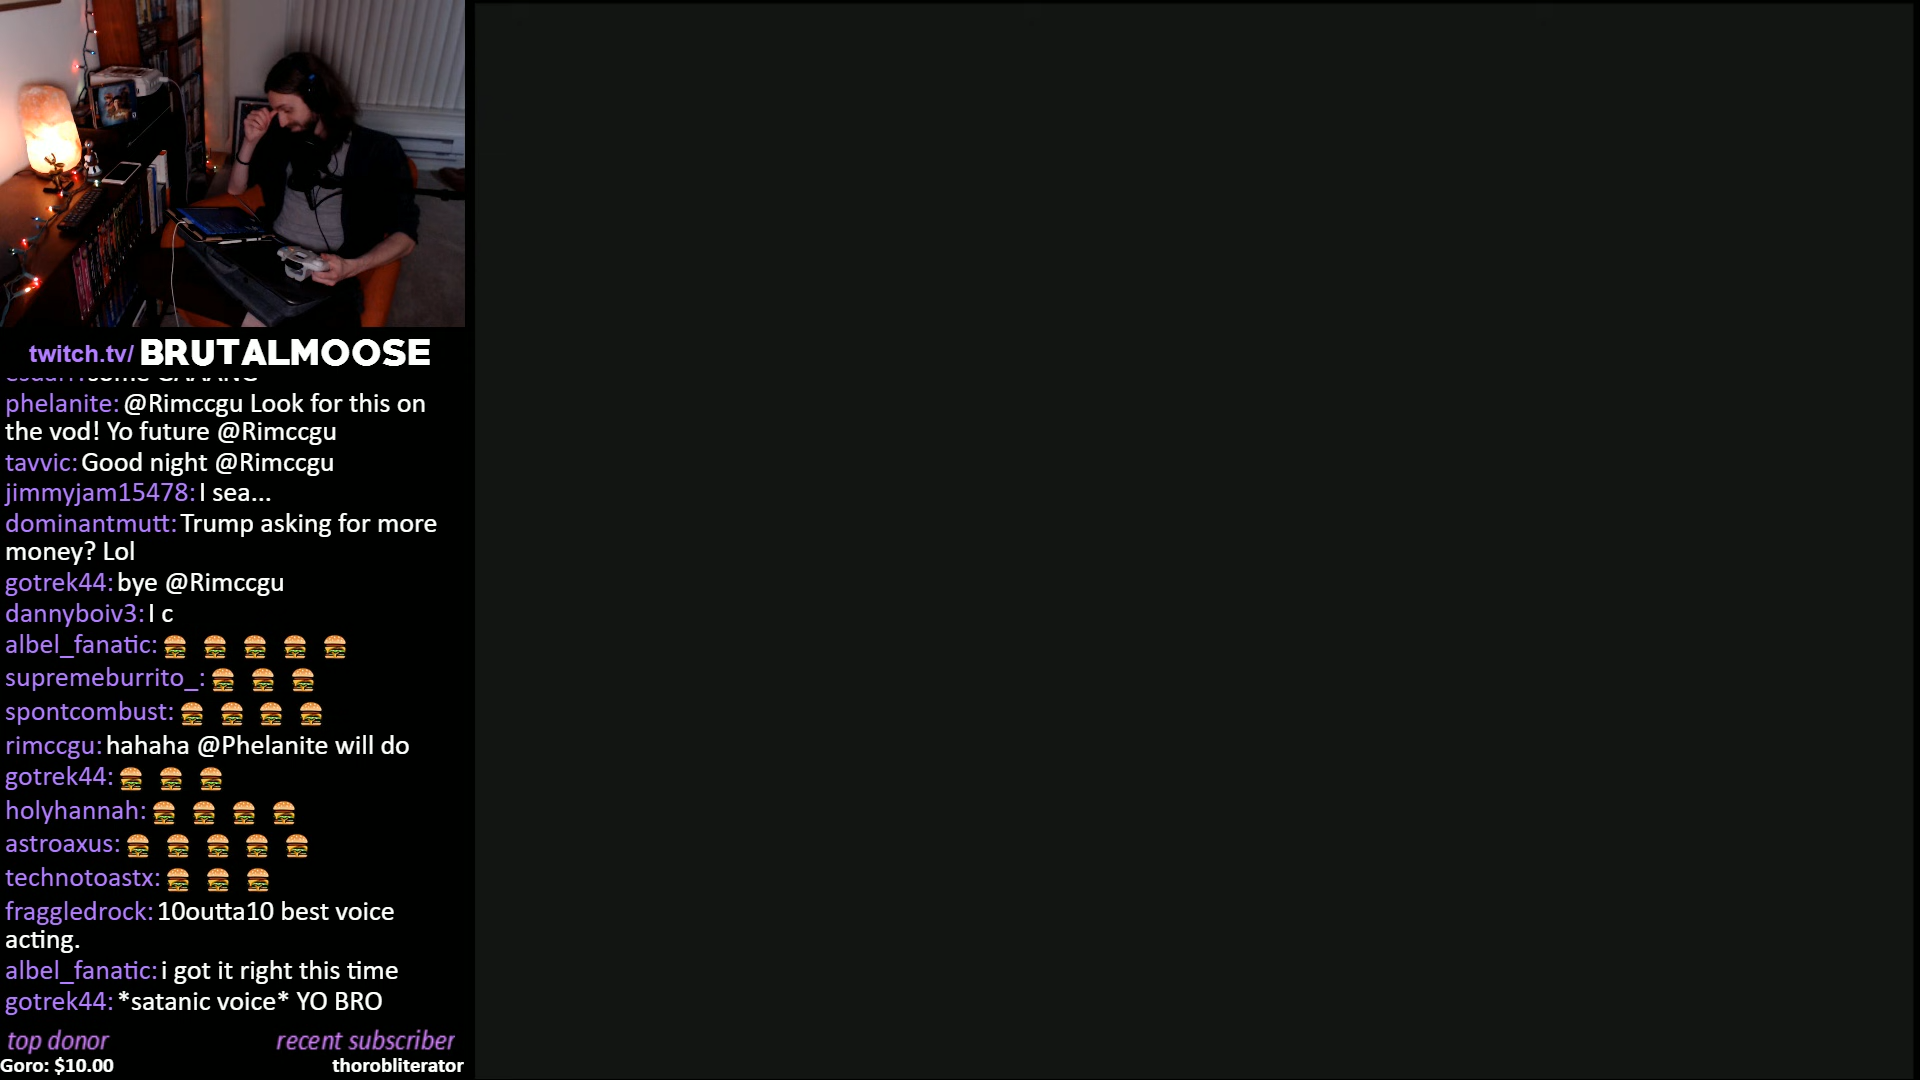 twitch.tv/ BRUTALMOOSE
phelanite: @Rimccgu Look for this on
the vod! Yo future @Rimccgu
tavvic: Good night @Rimccgu
jimmyjam15478: I sea...
dominantmutt: Trump asking for more
money? Lol
gotrek44: bye @Rimccgu
dannyboiv3: I c
albel_fanatic: 🍔 🍔 🍔 🍔 🍔
supremeburrito_: 🍔 🍔 🍔
spontcombust: 🍔 🍔 🍔 🍔
rimccgu: hahaha @Phelanite will do
gotrek44: 🍔 🍔 🍔
holyhannah: 🍔 🍔 🍔 🍔
astroaxus: 🍔 🍔 🍔 🍔 🍔
technotoastx: 🍔 🍔 🍔
fraggledrock: 10outta10 best voice
acting.
albel_fanatic: i got it right this time
gotrek44: *satanic voice* YO BRO
top donor recent subscriber
Goro: $10.00 thorobliterator